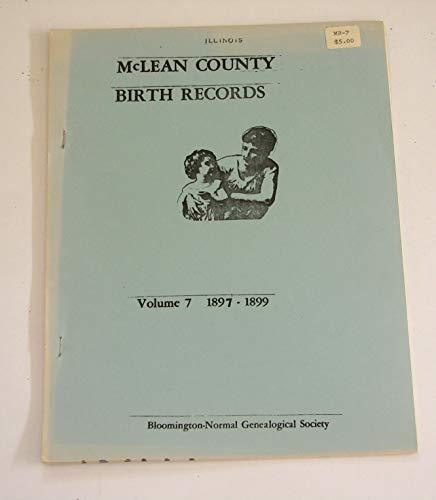 ILLINOIS
MB-7
$5.00
McLEAN COUNTY
BIRTH RECORDS
Volume 7 1897 - 1899
Bloomington-Normal Genealogical Society